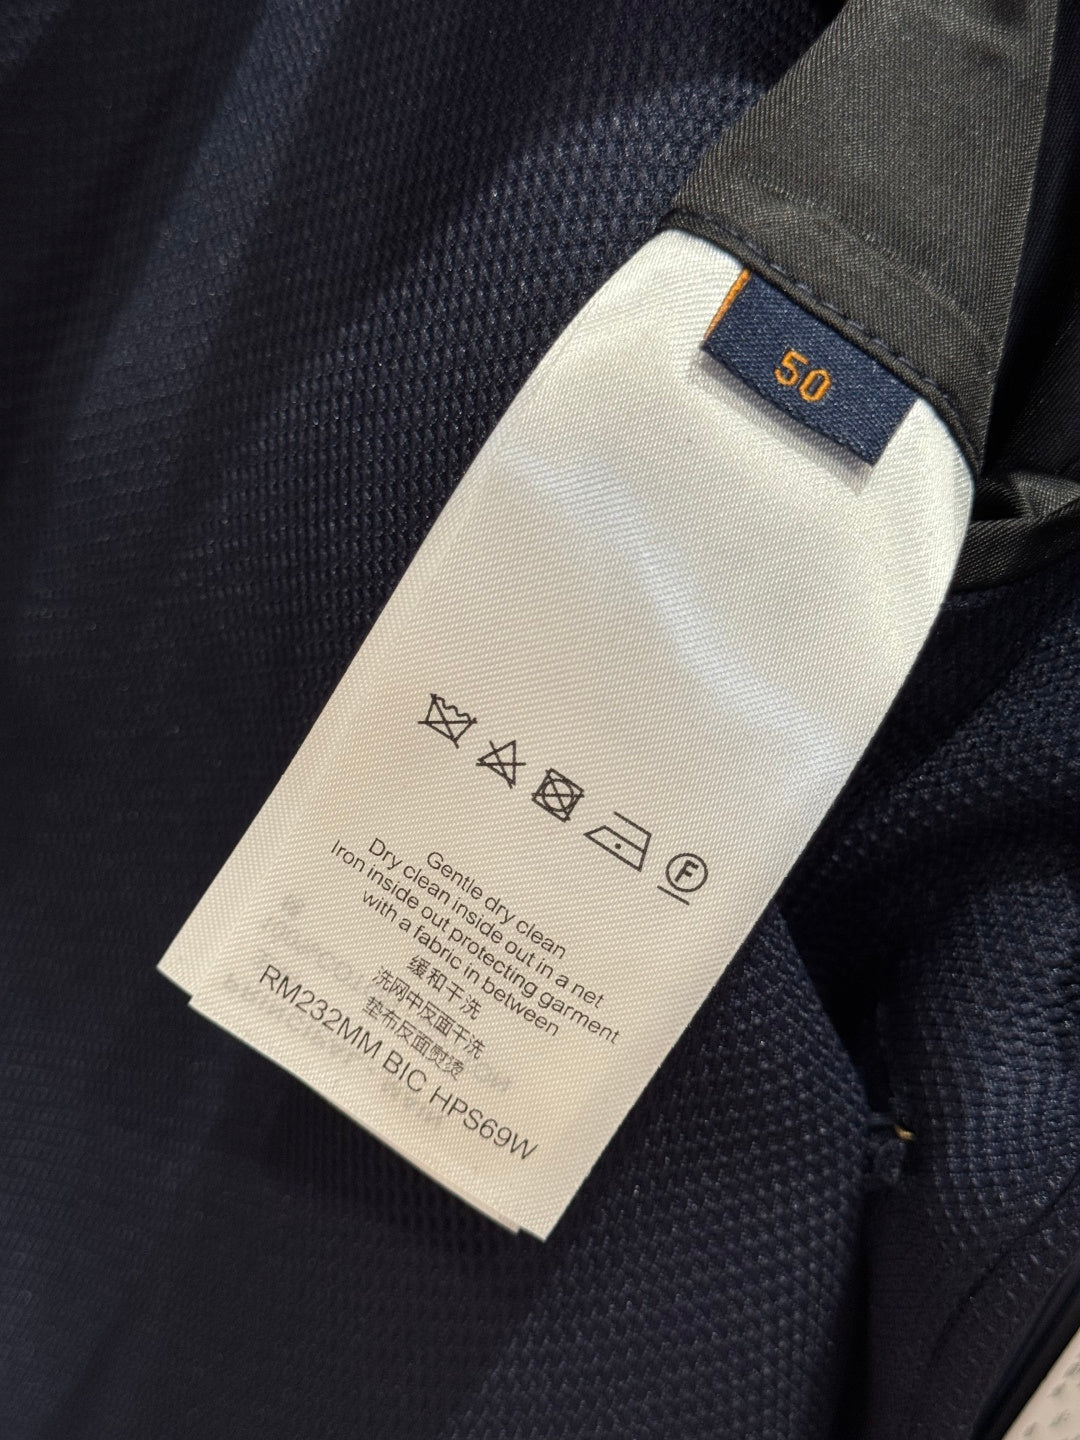 50
F
Gentle dry clean
Dry clean inside out in a net
Iron inside out protecting garment
with a fabric in between
缓和干洗
洗网中反面干洗
垫布反面熨烫
RM232MM BIC HPS69W